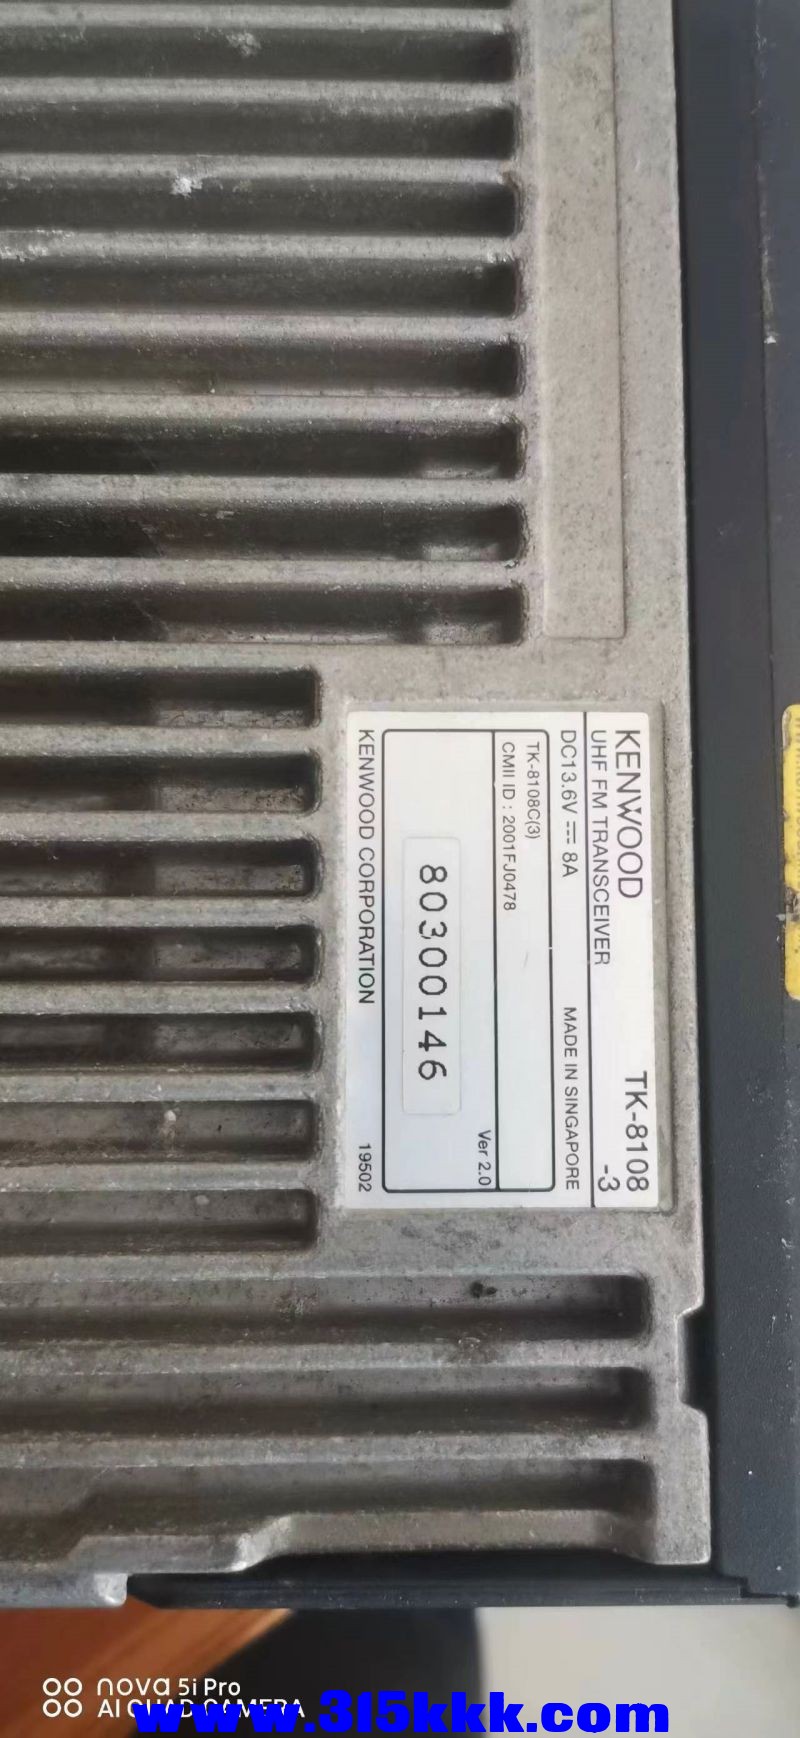 KENWOOD TK-8108
UHF FM TRANSCEIVER -3
DC13.6V ⎓ 8A MADE IN SINGAPORE
TK-8108C(3)
CMII ID : 2001FJ0478
Ver 2.0
80300146
KENWOOD CORPORATION 19502
nova 5i Pro
AI QUAD CAMERA
www.315kkk.com